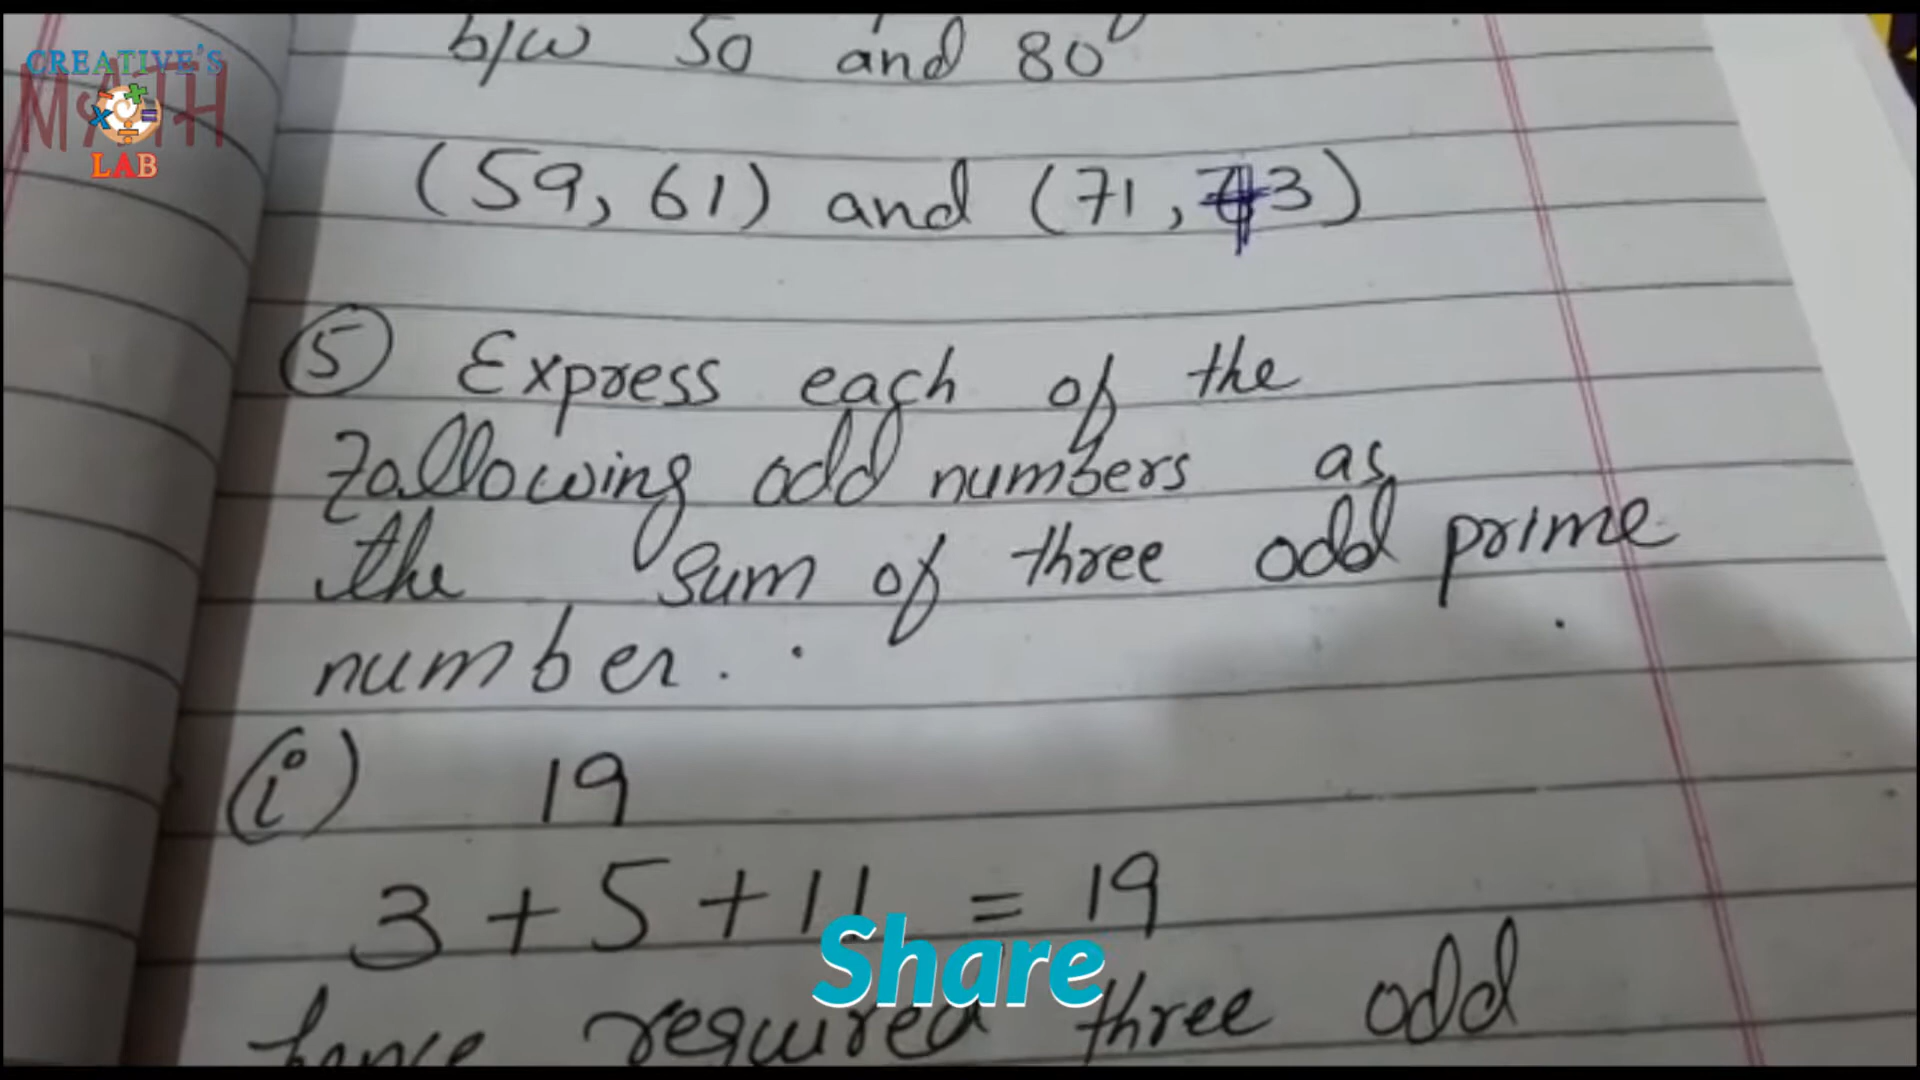 CREATIVE'S
MATH
LAB
b/w 50 and 80
(59, 61) and (71, 73)
5 Express each of the
following odd numbers as
the sum of three odd prime
number.
(i) 19
3 + 5 + 11 = 19
Share
hence required three odd